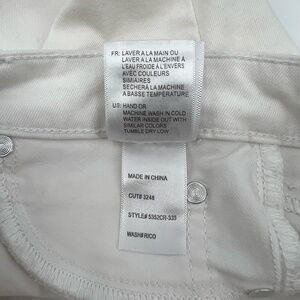 FR: LAVER A LA MAIN OU
LAVER A LA MACHINE À
L'EAU FROIDE À L'ENVERS
AVEC COULEURS
SIMIAIRES
SECHERÀ LA MACHINE
A BASSE TEMPERATURE
US: HAND OR
MACHINE WASH IN COLD
WATER INSIDE OUT WITH
SIMILAR COLORS
TUMBLE DRY LOW
MADE IN CHINA
CUT# 3248
STYLE# 5352CR-333
WASH#RICO